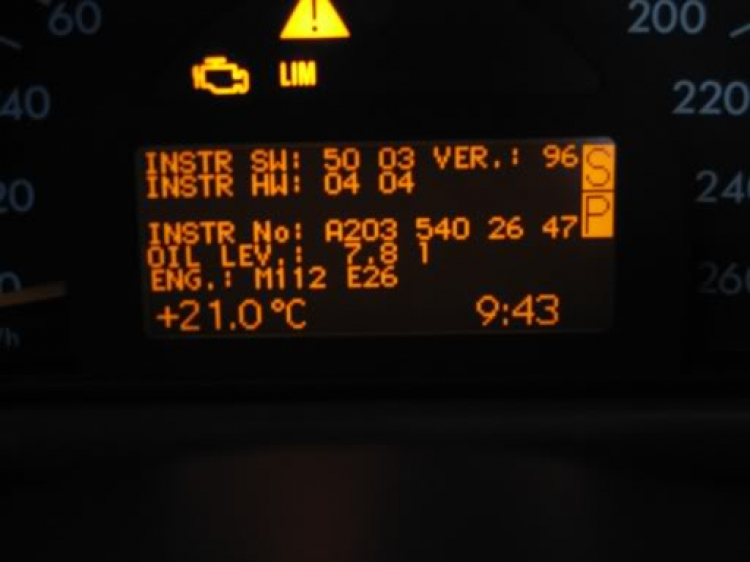 60
200
LIM
40
220
INSTR SW: 50 03 VER.: 96
S
INSTR HW: 04 04
20
240
P
INSTR No: A203 540 26 47
OIL LEV.: 7,8 l
ENG.: M112 E26
260
+21.0°C 9:43